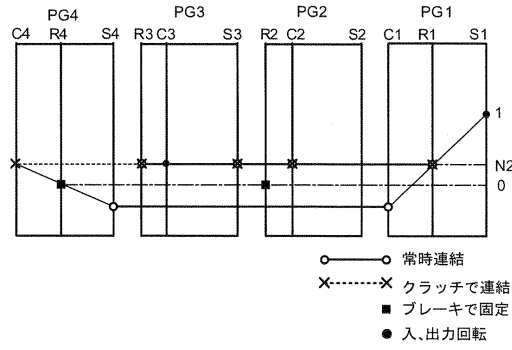 PG4 PG3 PG2 PG1
C4 R4 S4 R3 C3 S3 R2 C2 S2 C1 R1 S1
1
N2
0
常時連結
クラッチで連結
ブレーキで固定
入、出力回転